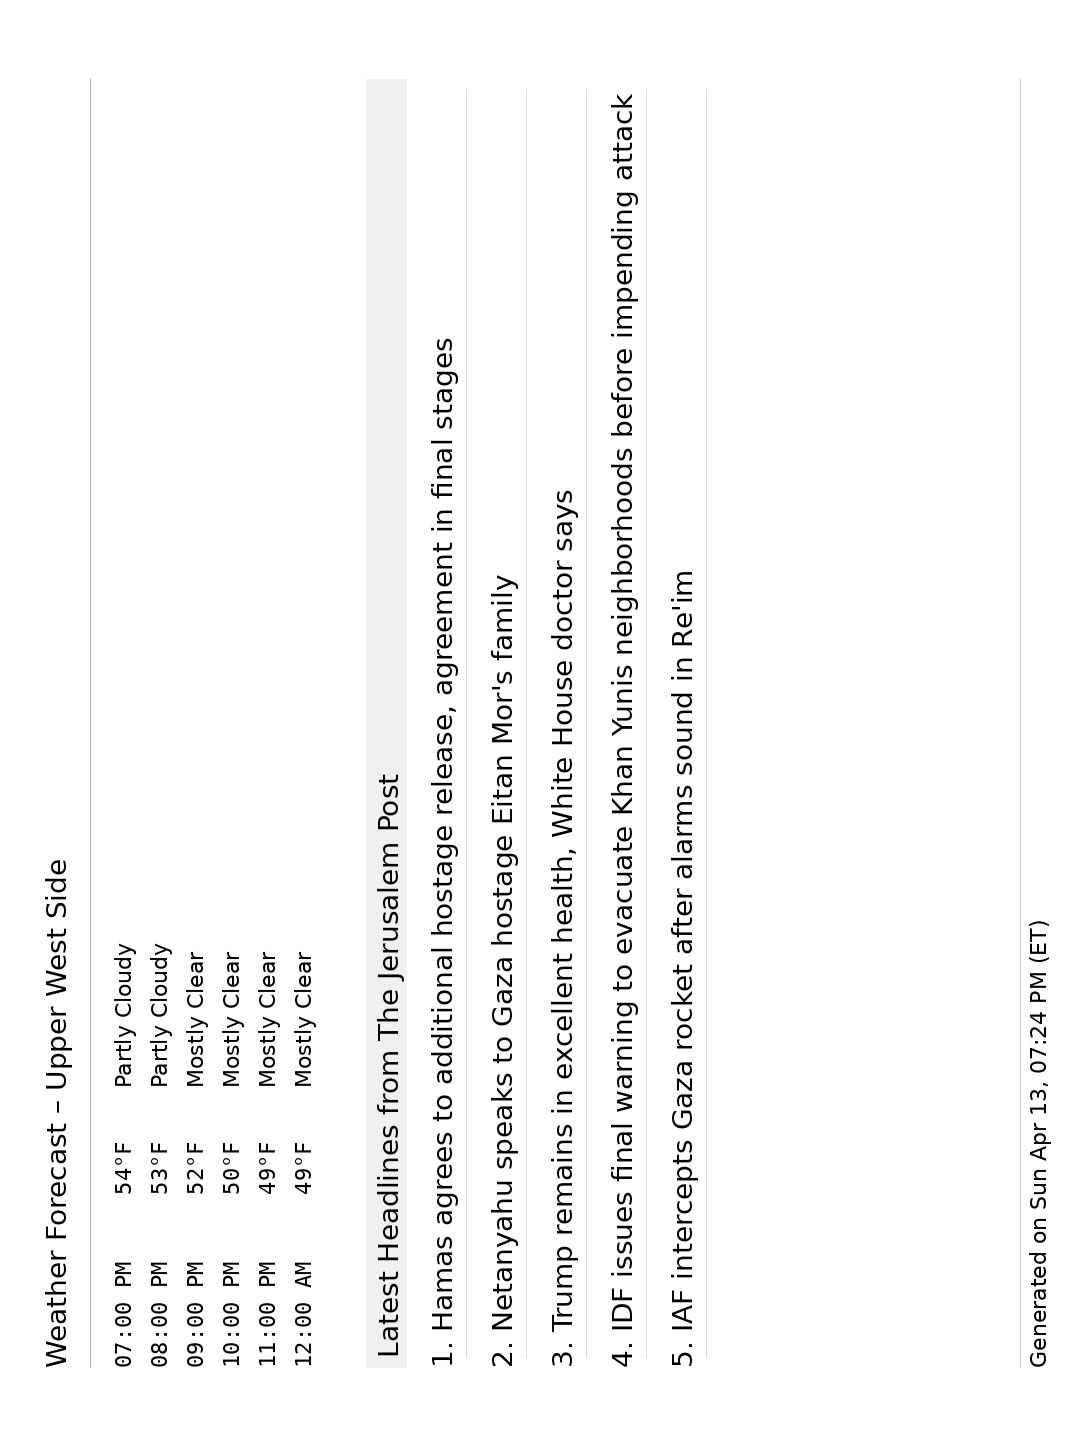 Weather Forecast – Upper West Side
07:00 PM 54°F Partly Cloudy
08:00 PM 53°F Partly Cloudy
09:00 PM 52°F Mostly Clear
10:00 PM 50°F Mostly Clear
11:00 PM 49°F Mostly Clear
12:00 AM 49°F Mostly Clear
Latest Headlines from The Jerusalem Post
1. Hamas agrees to additional hostage release, agreement in final stages
2. Netanyahu speaks to Gaza hostage Eitan Mor's family
3. Trump remains in excellent health, White House doctor says
4. IDF issues final warning to evacuate Khan Yunis neighborhoods before impending attack
5. IAF intercepts Gaza rocket after alarms sound in Re'im
Generated on Sun Apr 13, 07:24 PM (ET)